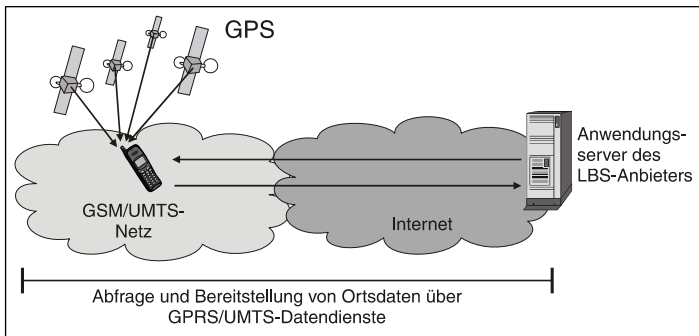 GPS
Anwendungs-
server des
LBS-Anbieters
GSM/UMTS-
Netz
Internet
Abfrage und Bereitstellung von Ortsdaten über
GPRS/UMTS-Datendienste